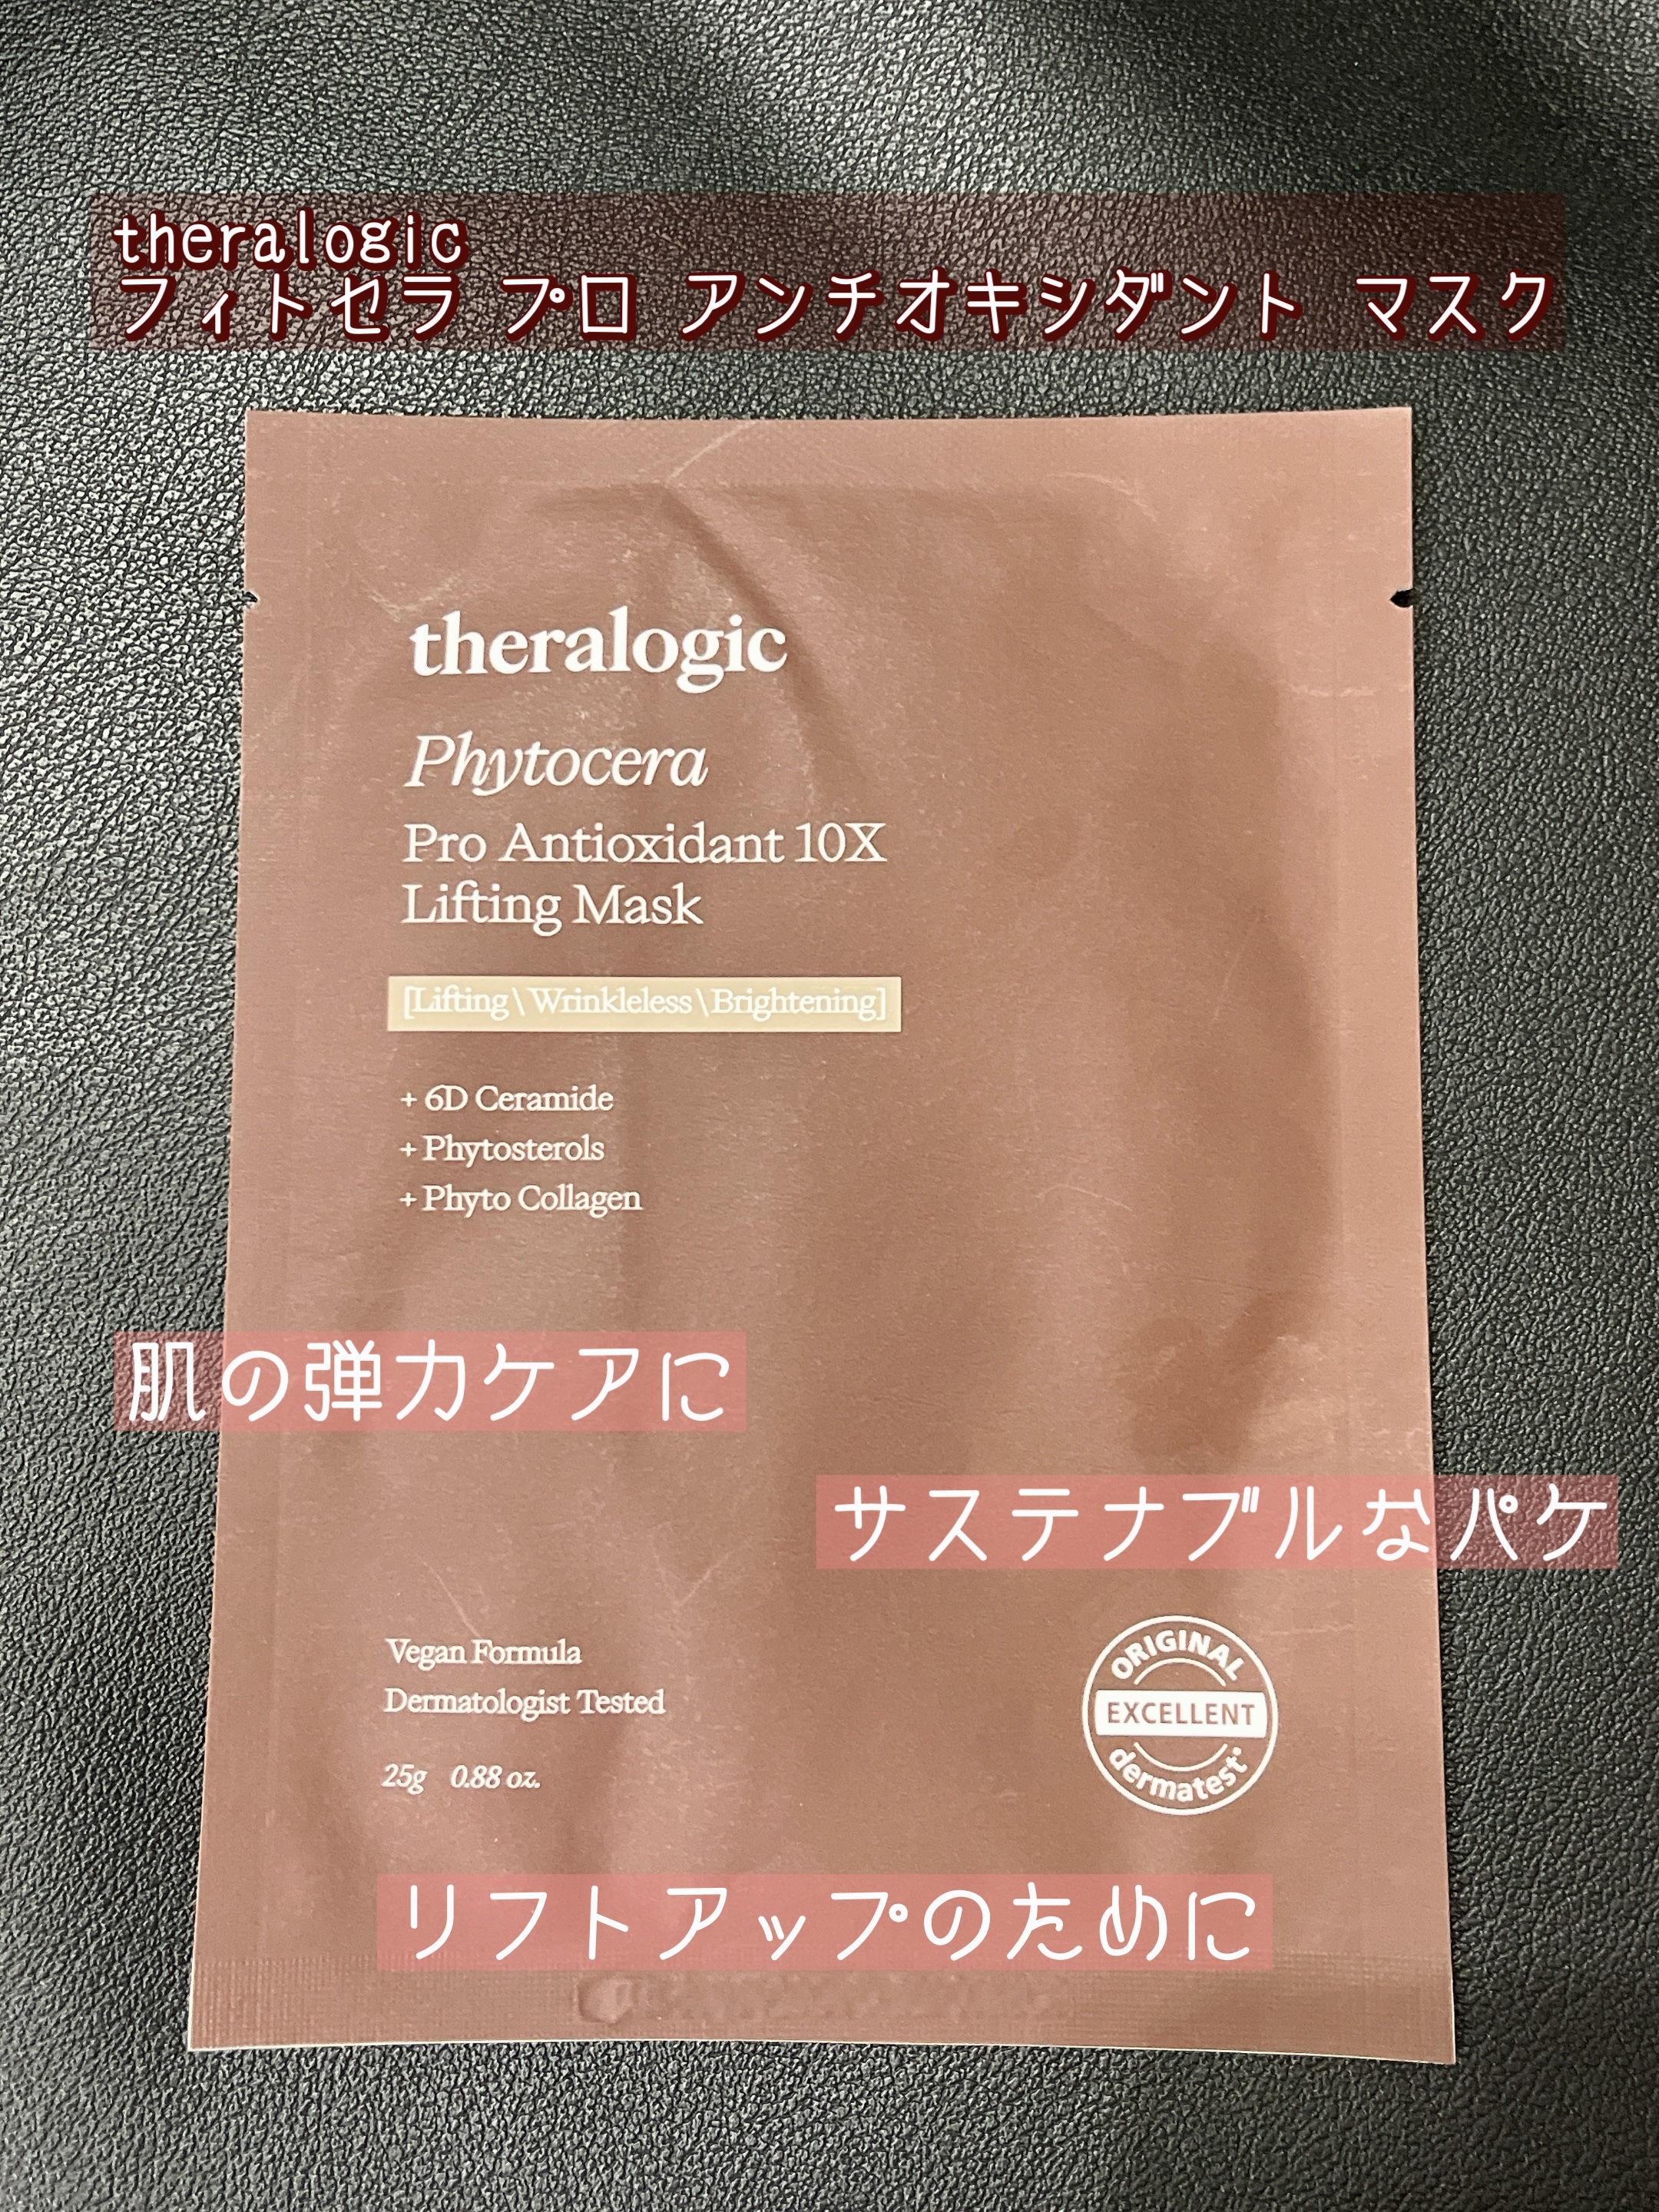 theralogic
フィトセラ プロ アンチオキシダント マスク
theralogic
Phytocera
Pro Antioxidant 10X
Lifting Mask
[Lifting \ Wrinkleless \ Brightening]
+ 6D Ceramide
+ Phytosterols
+ Phyto Collagen
肌の弾力ケアに
サステナブルなパケ
Vegan Formula
Dermatologist Tested
25g 0.88 oz.
ORIGINAL
EXCELLENT
dermatest
リフトアップのために